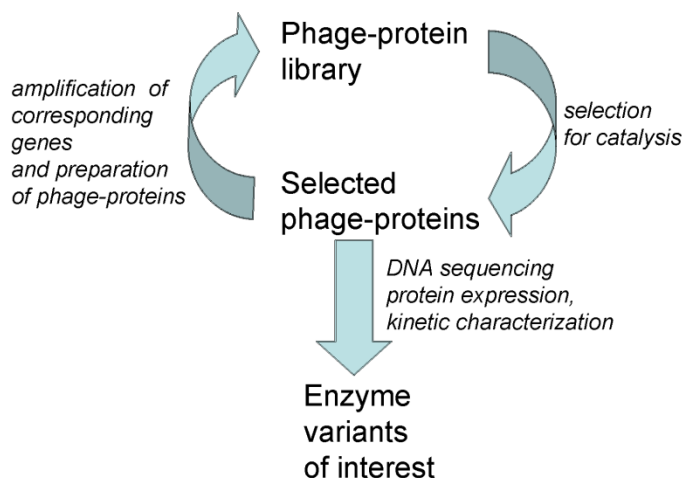 Phage-protein
library
amplification of
corresponding
genes
and preparation
of phage-proteins
selection
for catalysis
Selected
phage-proteins
DNA sequencing
protein expression,
kinetic characterization
Enzyme
variants
of interest